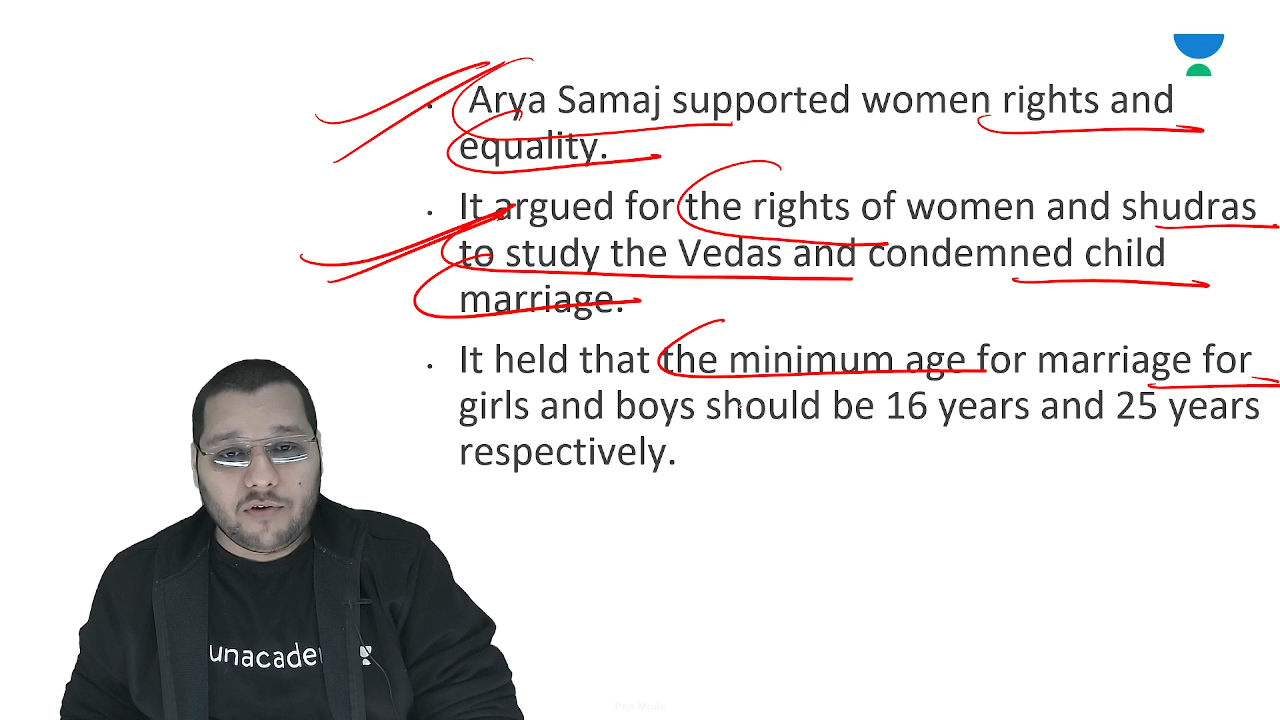 Arya Samaj supported women rights and
equality.
It argued for the rights of women and shudras
to study the Vedas and condemned child
marriage.
It held that the minimum age for marriage for
girls and boys should be 16 years and 25 years
respectively.
unacade
Pen Mode